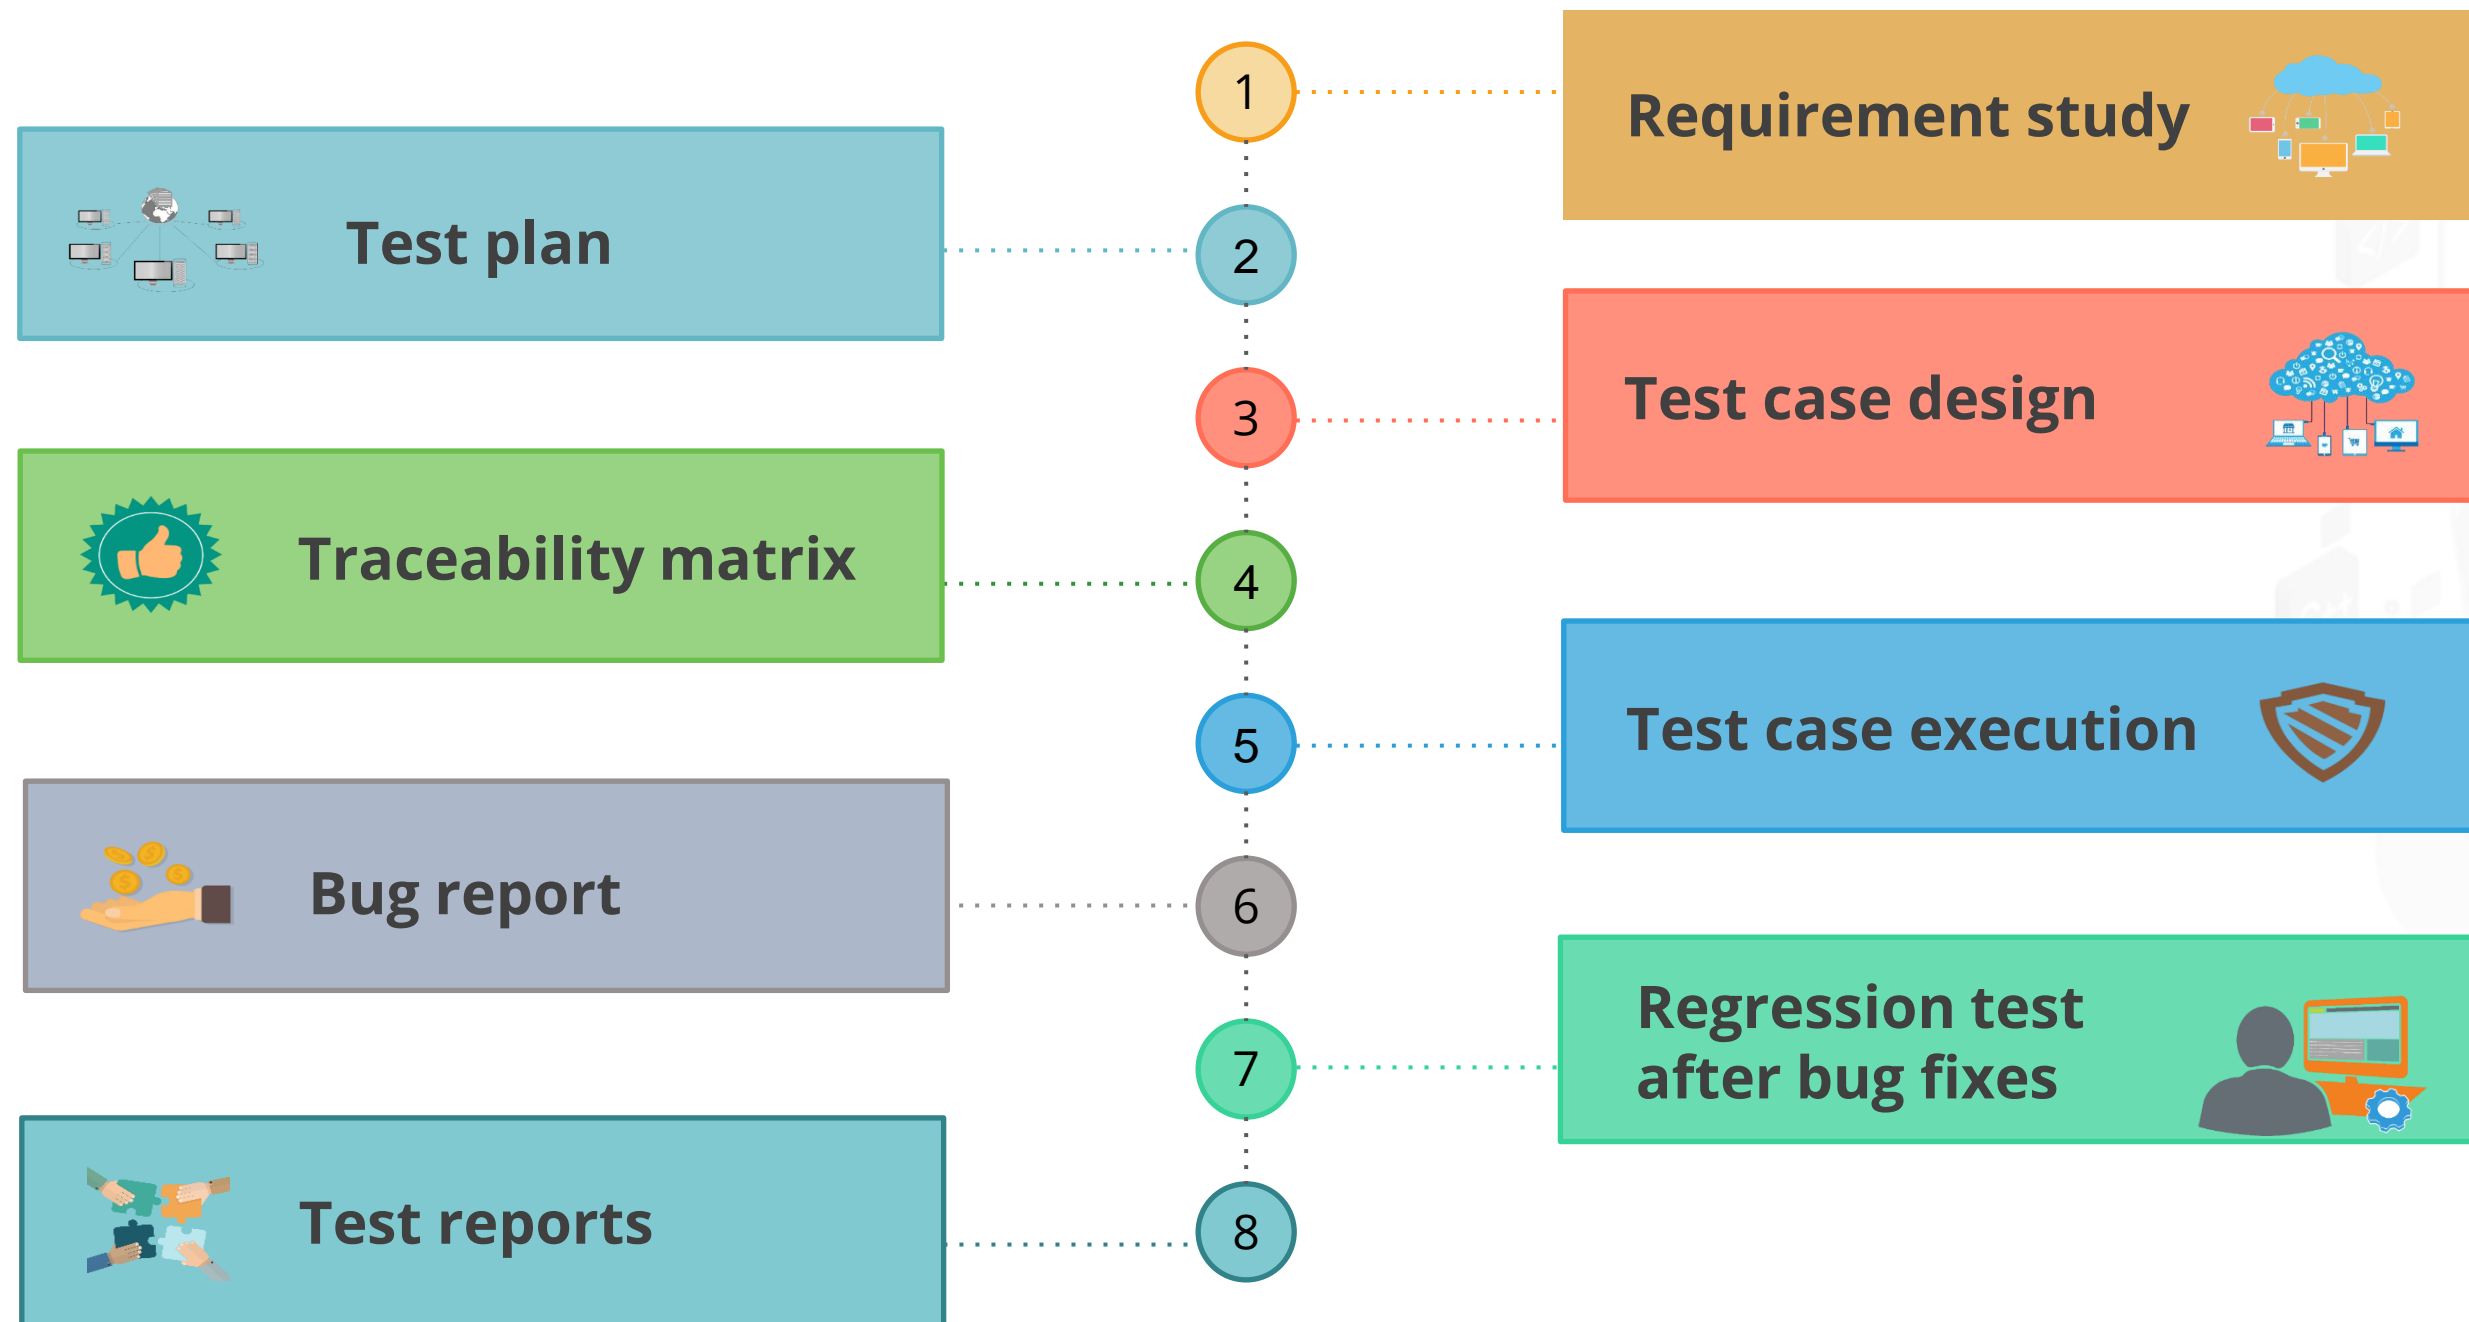 1
Requirement study
2
Test plan
3
Test case design
4
Traceability matrix
5
Test case execution
6
Bug report
7
Regression test
after bug fixes
8
Test reports